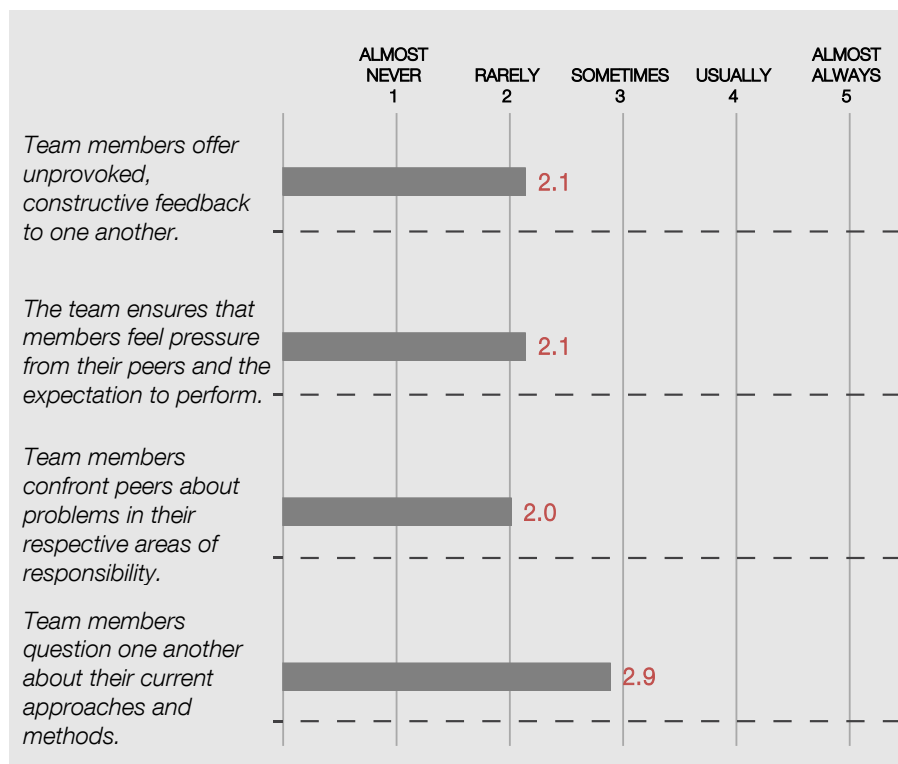 ALMOST NEVER 1
RARELY 2
SOMETIMES 3
USUALLY 4
ALMOST ALWAYS 5
Team members offer
unprovoked,
constructive feedback
to one another.
2.1
The team ensures that
members feel pressure
from their peers and the
expectation to perform.
2.1
Team members
confront peers about
problems in their
respective areas of
responsibility.
2.0
Team members
question one another
about their current
approaches and
methods.
2.9